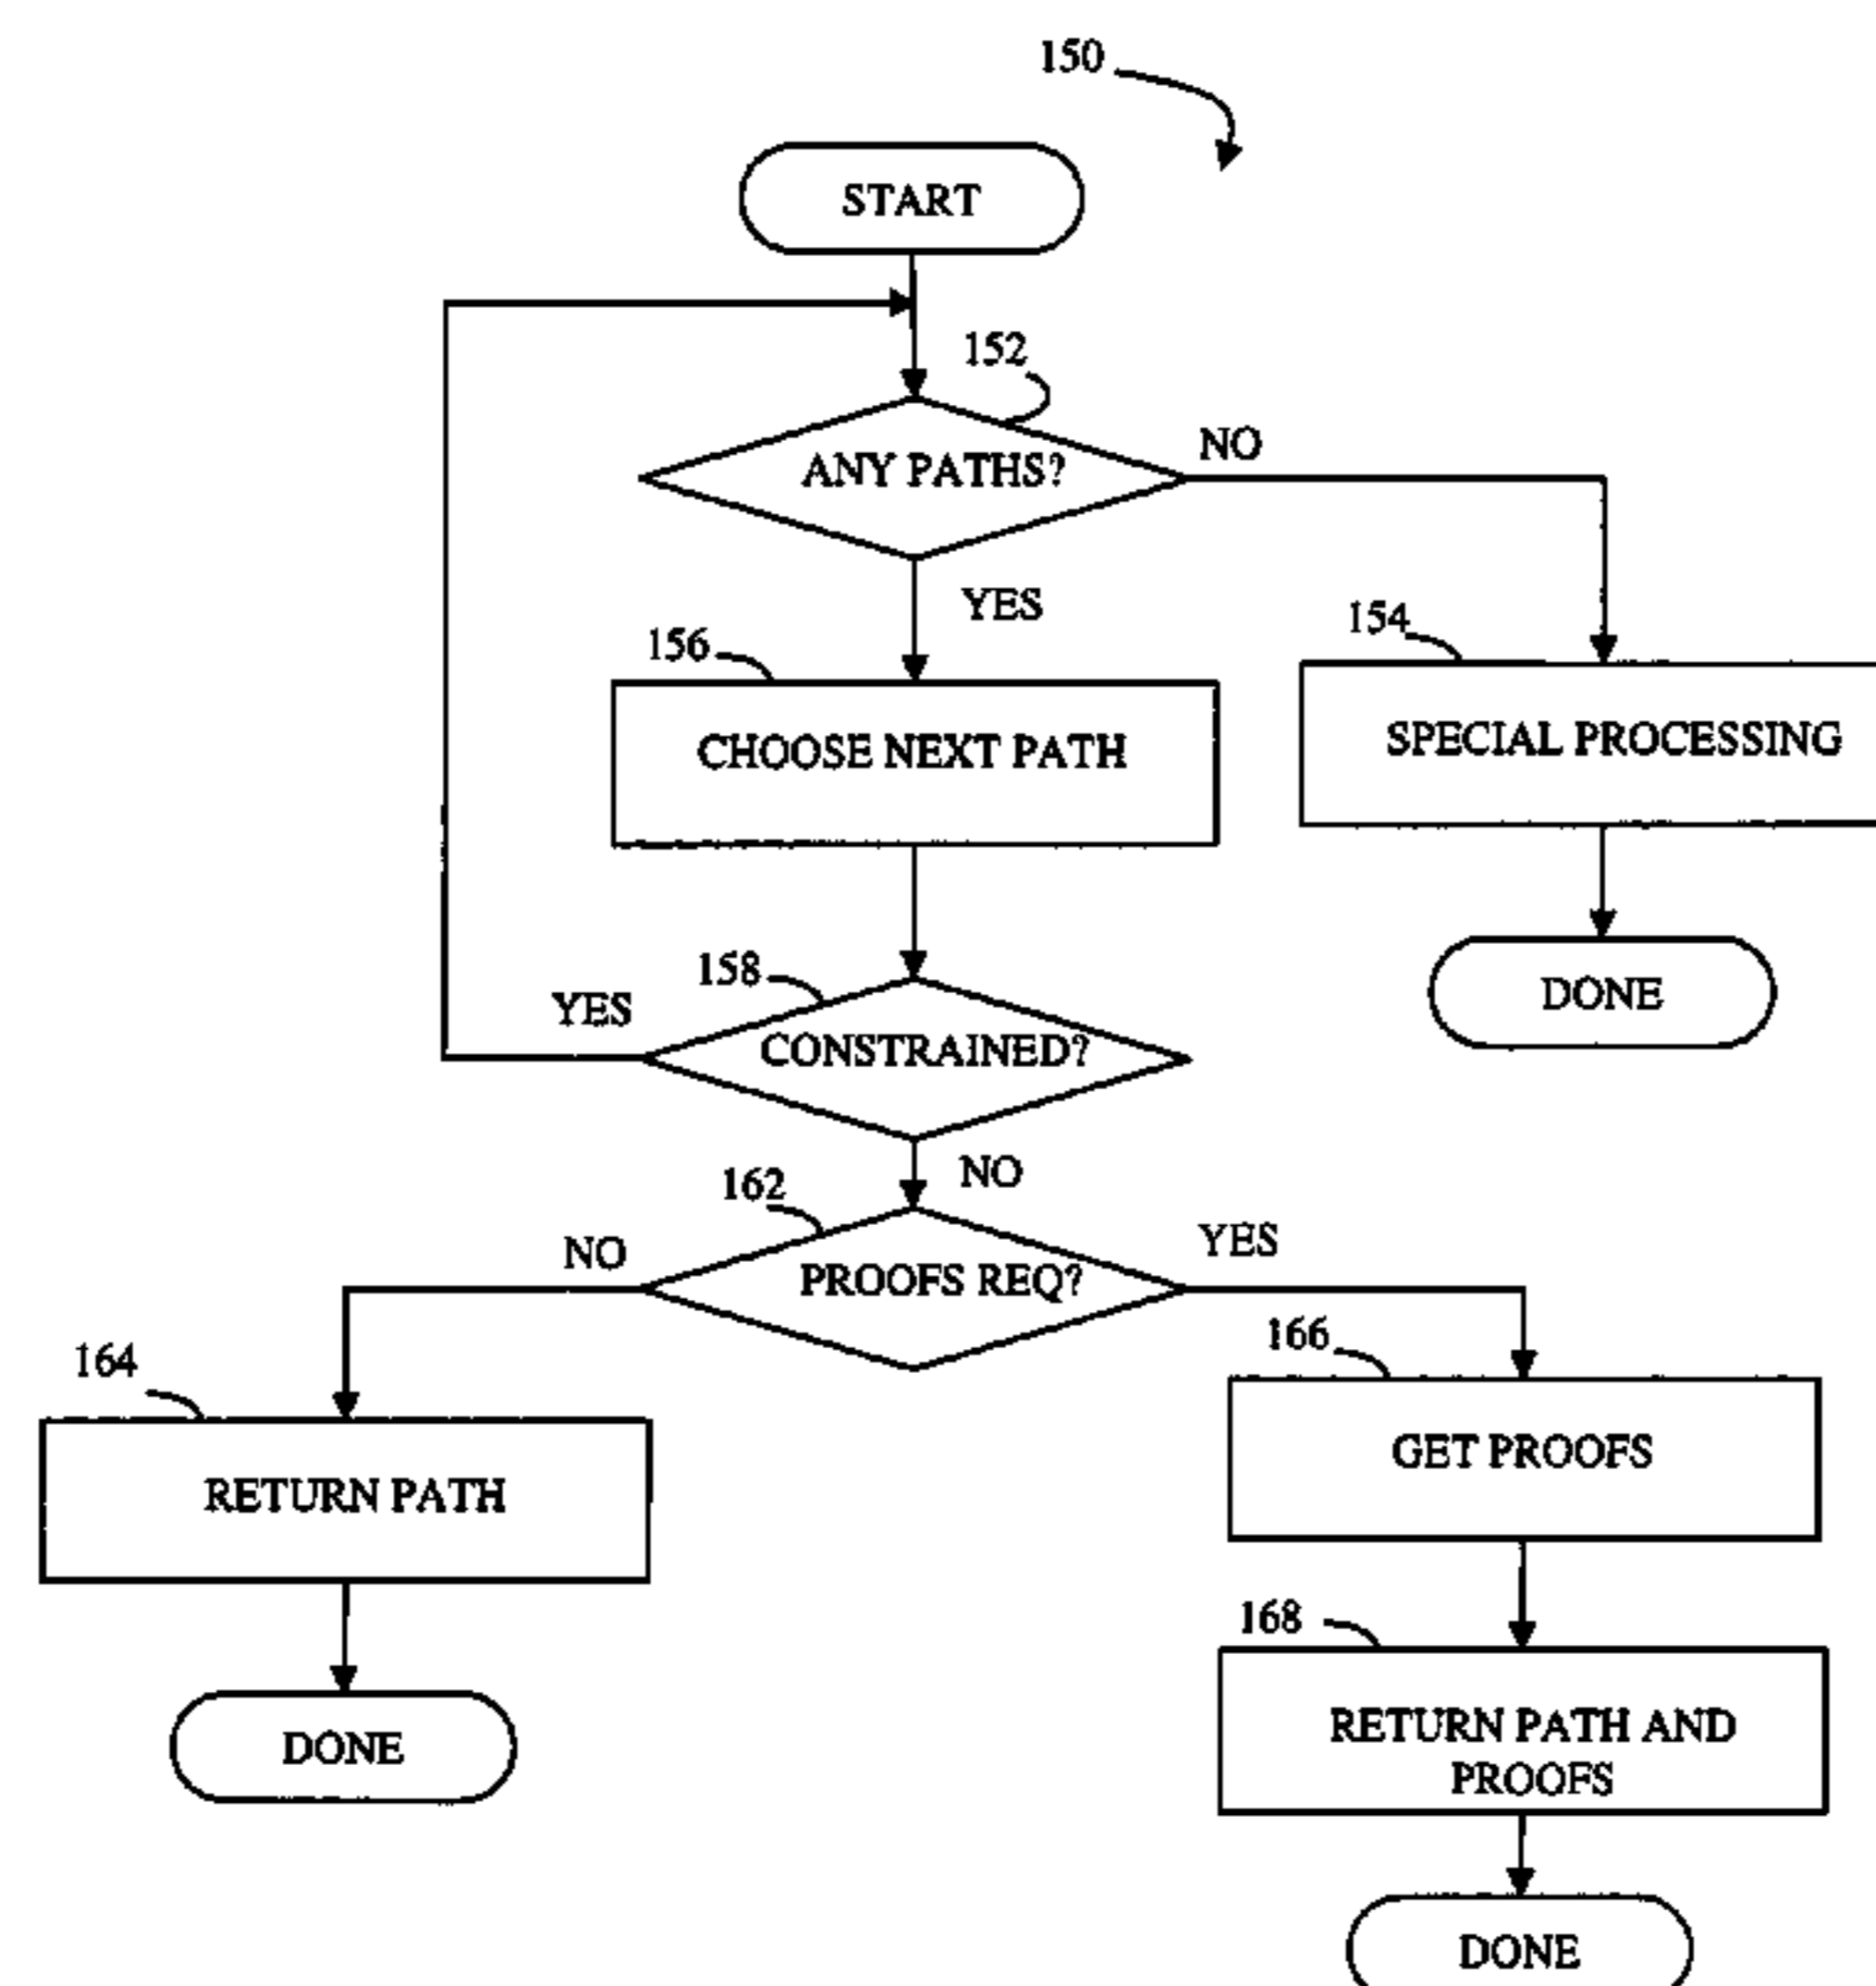 150
START
152
ANY PATHS?
NO
YES
154
156
CHOOSE NEXT PATH
SPECIAL PROCESSING
158
YES
CONSTRAINED?
DONE
NO
162
NO
PROOFS REQ?
YES
164
166
RETURN PATH
GET PROOFS
168
RETURN PATH AND
PROOFS
DONE
DONE